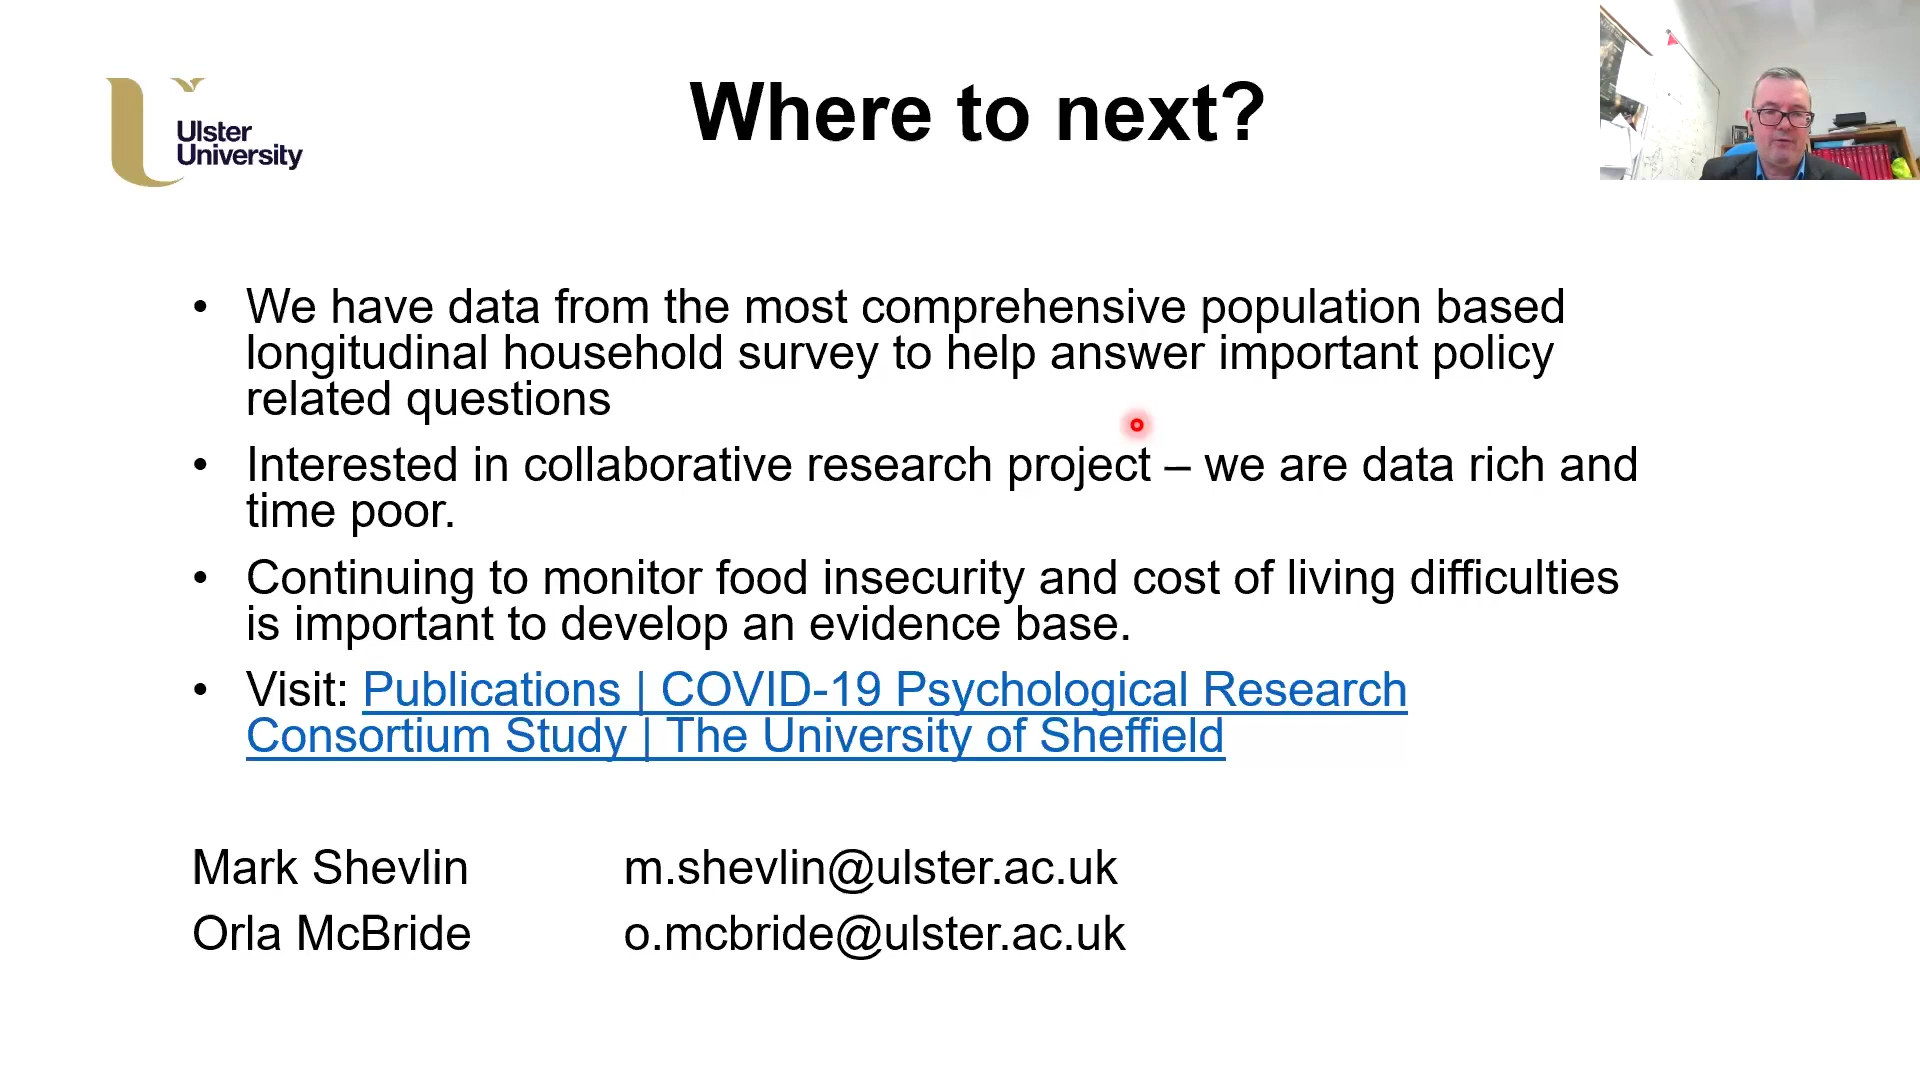 Ulster
University
Where to next?
• We have data from the most comprehensive population based
longitudinal household survey to help answer important policy
related questions
• Interested in collaborative research project – we are data rich and
time poor.
• Continuing to monitor food insecurity and cost of living difficulties
is important to develop an evidence base.
• Visit: Publications | COVID-19 Psychological Research
Consortium Study | The University of Sheffield
Mark Shevlin m.shevlin@ulster.ac.uk
Orla McBride o.mcbride@ulster.ac.uk